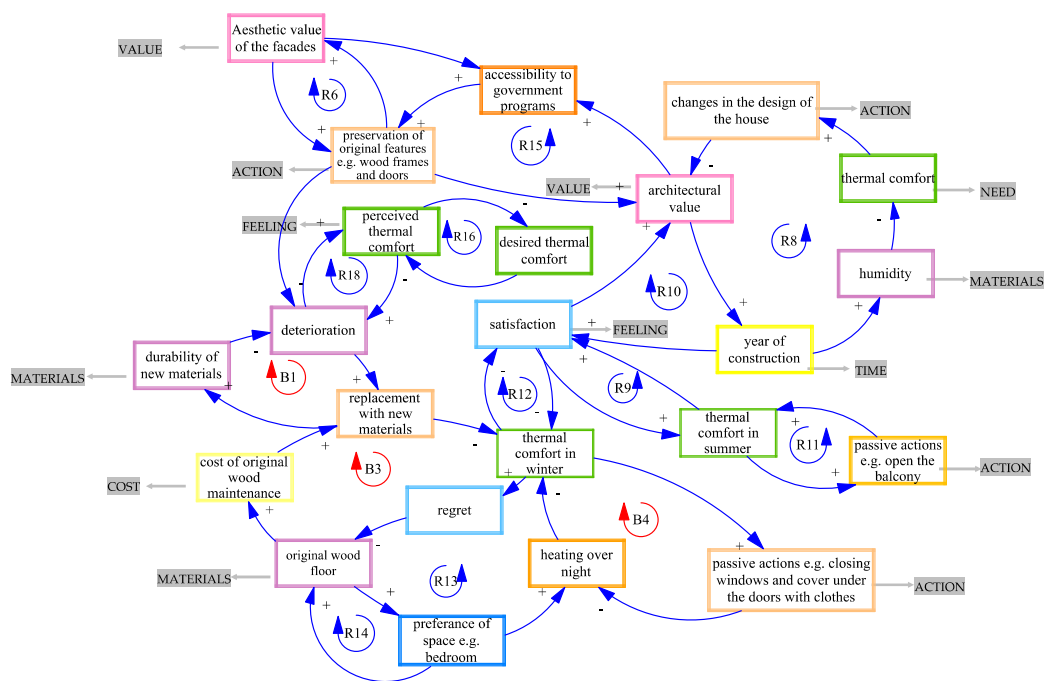 Aesthetic value
of the facades
VALUE
+
+
R6
+
+
accessibility to
government
programs
+
R15
changes in the design of
the house
ACTION
+
-
preservation of
original features
e.g. wood frames
and doors
ACTION
VALUE
+
architectural
value
+
thermal comfort
NEED
-
FEELING
+
perceived
thermal
comfort
-
R16
desired thermal
comfort
-
R8
humidity
MATERIALS
+
R18
-
+
-
R10
+
deterioration
satisfaction
+
FEELING
year of
construction
TIME
durability of
new materials
-
MATERIALS
+
B1
+
replacement
with new
materials
+
-
R12
-
-
+
R9
+
thermal
comfort in
summer
+
R11
+
passive actions
e.g. open the
balcony
ACTION
thermal
comfort in
winter
+
-
cost of original
wood
maintenance
COST
+
B3
regret
B4
-
original wood
floor
MATERIALS
+
+
R13
heating over
night
+
-
+
passive actions e.g. closing
windows and cover under
the doors with clothes
ACTION
R14
preferance of
space e.g.
bedroom